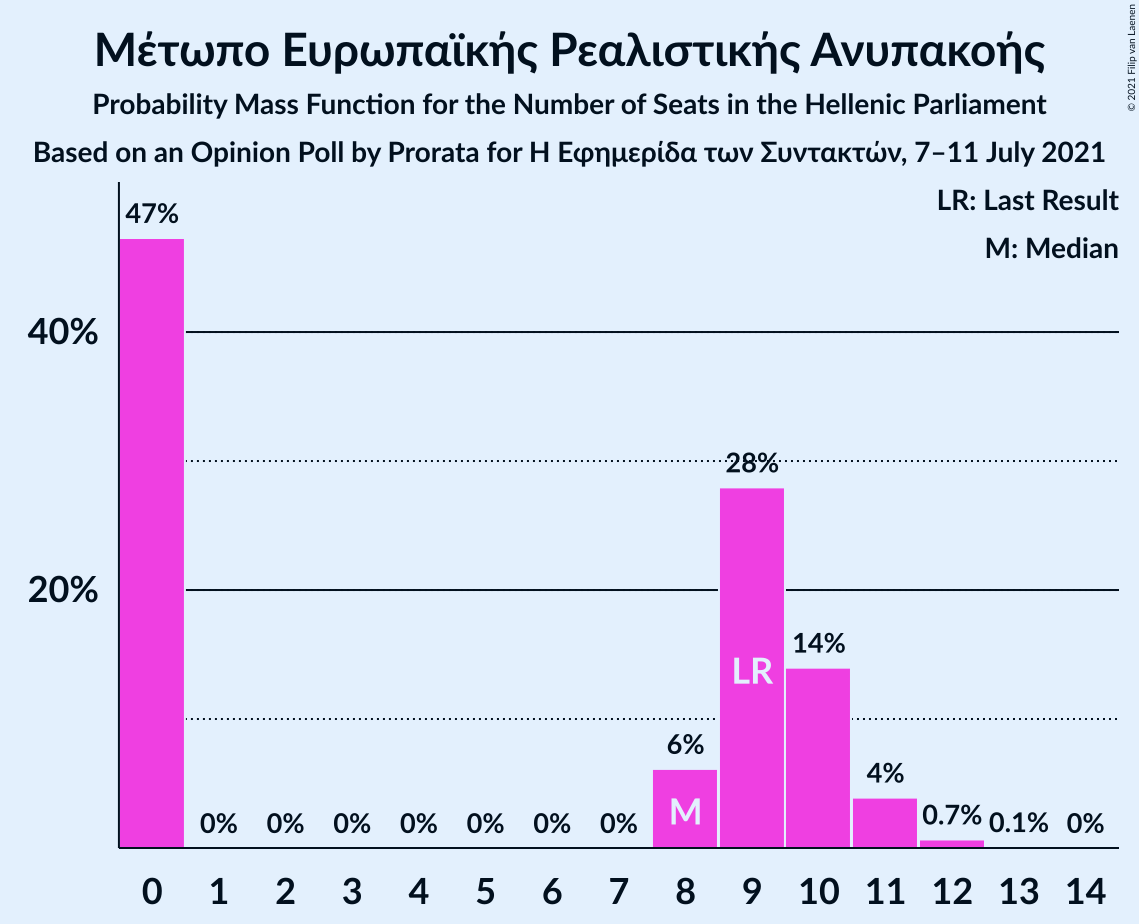 Μέτωπο Ευρωπαϊκής Ρεαλιστικής Ανυπακοής
Probability Mass Function for the Number of Seats in the Hellenic Parliament
Based on an Opinion Poll by Prorata for Η Εφημερίδα των Συντακτών, 7–11 July 2021
© 2021 Filip van Laenen
LR: Last Result
M: Median
47%
40%
28%
20%
LR
14%
6%
M
4%
0% 0% 0% 0% 0% 0% 0% 0.7% 0.1% 0%
0 1 2 3 4 5 6 7 8 9 10 11 12 13 14